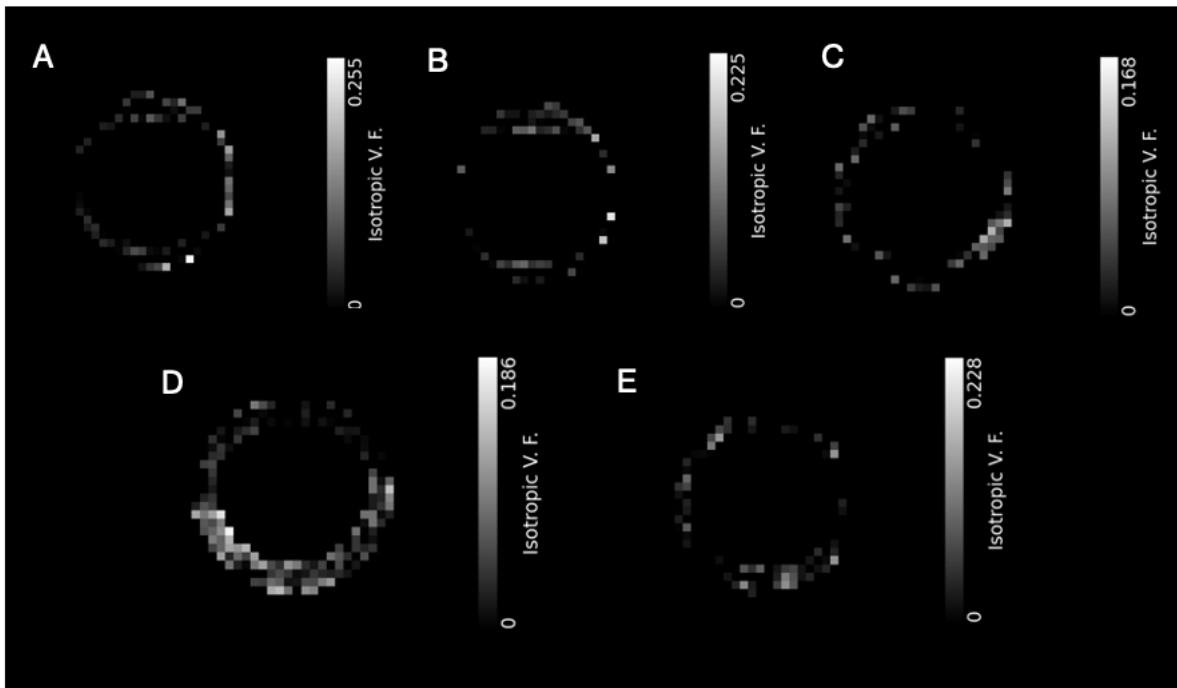 A
0.255
Isotropic V. F.
0
B
0.225
Isotropic V. F.
0
C
0.168
Isotropic V. F.
0
D
0.186
Isotropic V. F.
0
E
0.228
Isotropic V. F.
0